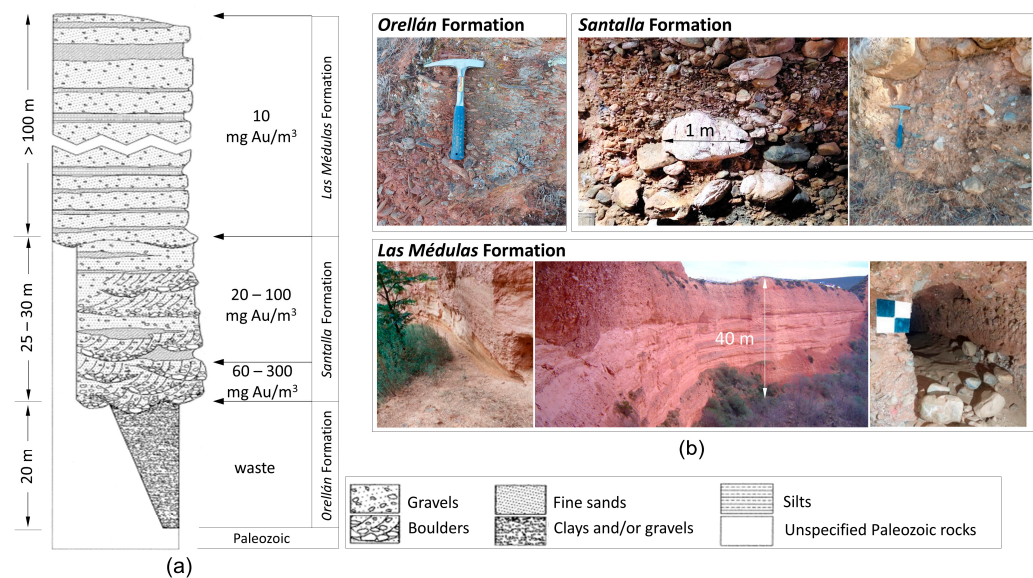 > 100 m
25 – 30 m
20 m
10
mg Au/m³
20 – 100
mg Au/m³
60 – 300
mg Au/m³
waste
Paleozoic
Las Médulas Formation
Santalla Formation
Orellán Formation
(a)
Orellán Formation
Santalla Formation
1 m
Las Médulas Formation
40 m
(b)
Gravels
Boulders
Fine sands
Clays and/or gravels
Silts
Unspecified Paleozoic rocks